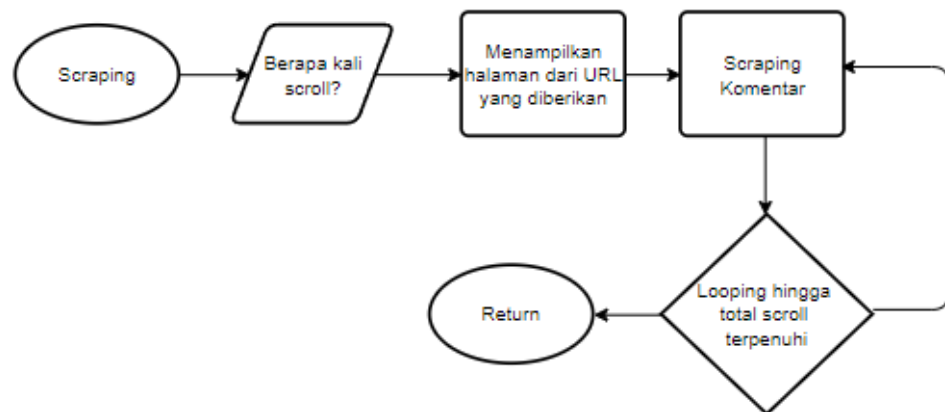 Scraping
Berapa kali
scroll?
Menampilkan
halaman dari URL
yang diberikan
Scraping
Komentar
Looping hingga
total scroll
terpenuhi
Return